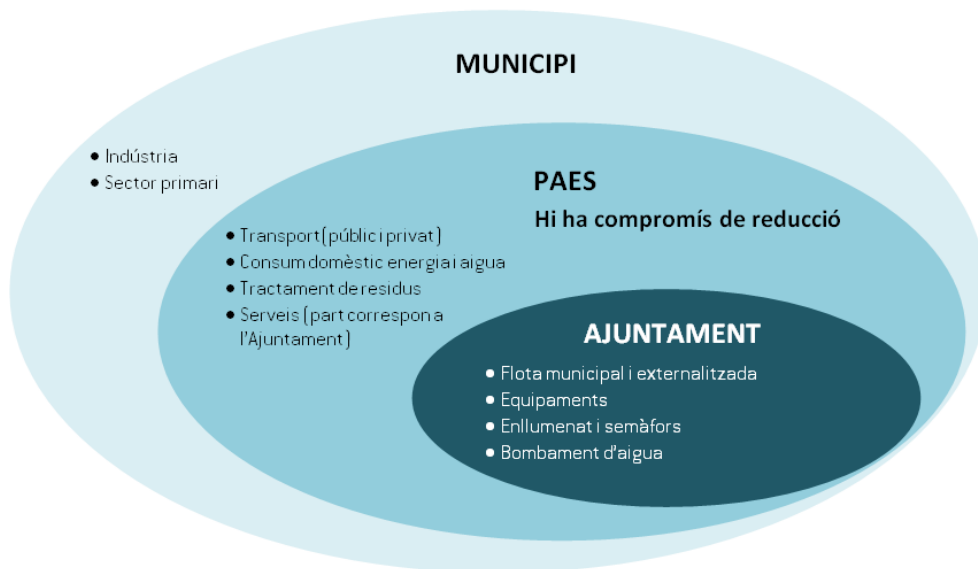 MUNICIPI
• Indústria
• Sector primari
PAES
Hi ha compromís de reducció
• Transport (públic i privat)
• Consum domèstic energia i aigua
• Tractament de residus
• Serveis (part correspon a
l'Ajuntament)
AJUNTAMENT
• Flota municipal i externalitzada
• Equipaments
• Enllumenat i semàfors
• Bombament d'aigua